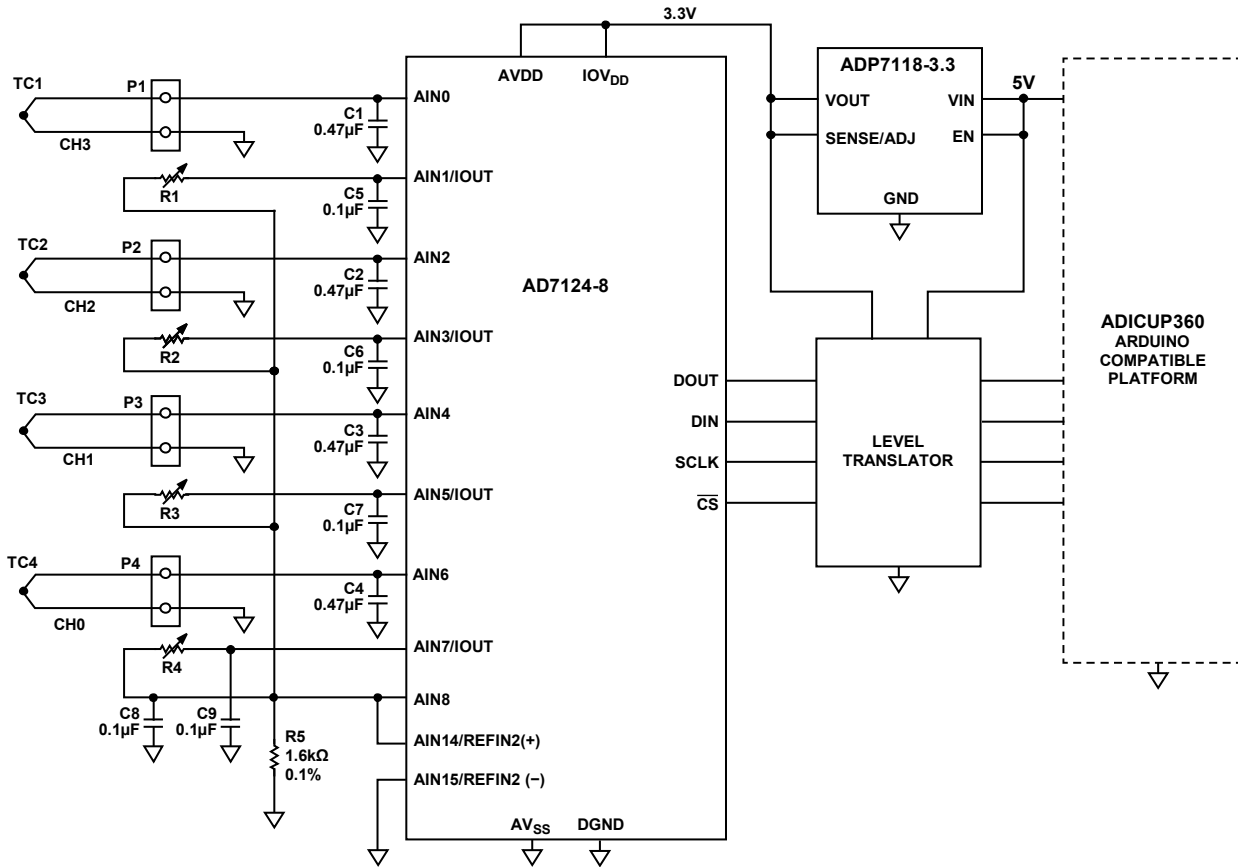 3.3V
AVDD
IOVDD
ADP7118-3.3
VOUT
VIN
SENSE/ADJ
EN
GND
5V
TC1
P1
CH3
C1
0.47µF
AIN0
R1
C5
0.1µF
AIN1/IOUT
TC2
P2
CH2
C2
0.47µF
AIN2
AD7124-8
R2
C6
0.1µF
AIN3/IOUT
TC3
P3
CH1
C3
0.47µF
AIN4
R3
C7
0.1µF
AIN5/IOUT
TC4
P4
CH0
C4
0.47µF
AIN6
R4
AIN7/IOUT
C8
0.1µF
C9
0.1µF
AIN8
R5
1.6kΩ
0.1%
AIN14/REFIN2(+)
AIN15/REFIN2 (−)
AVSS
DGND
DOUT
DIN
SCLK
CS
LEVEL
TRANSLATOR
ADICUP360
ARDUINO
COMPATIBLE
PLATFORM